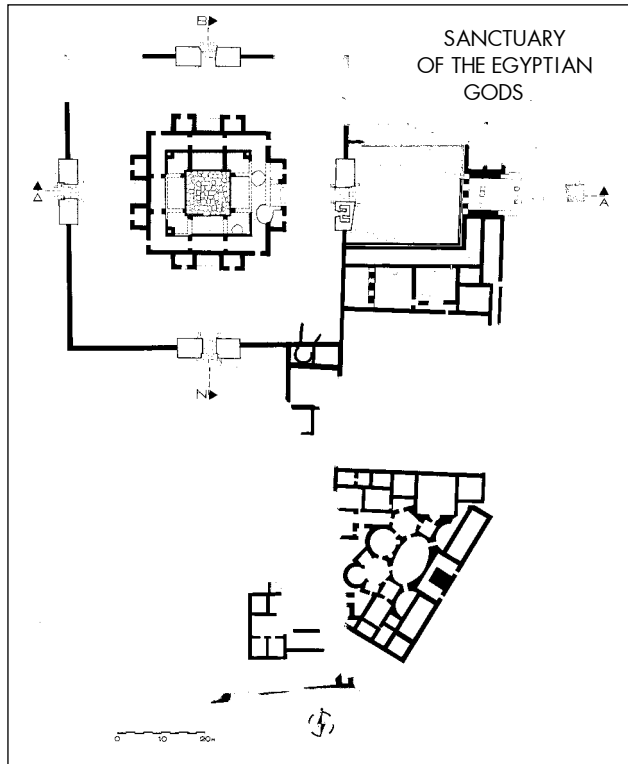 SANCTUARY
OF THE EGYPTIAN
GODS
B
Δ
A
N
0 10 20m